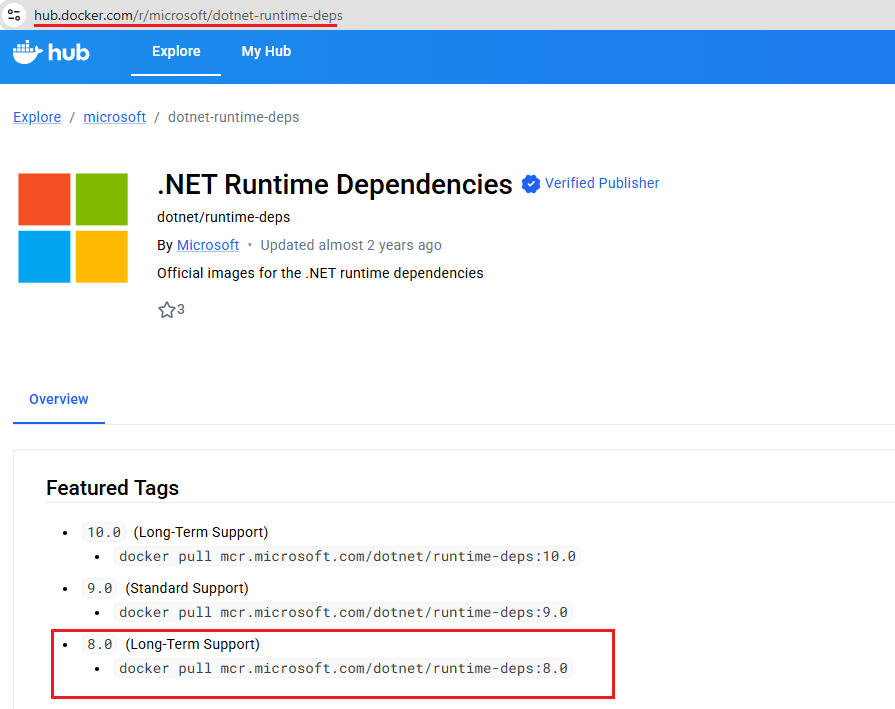 hub.docker.com/r/microsoft/dotnet-runtime-deps
hub Explore My Hub
Explore / microsoft / dotnet-runtime-deps
.NET Runtime Dependencies Verified Publisher
dotnet/runtime-deps
By Microsoft • Updated almost 2 years ago
Official images for the .NET runtime dependencies
☆3
Overview
Featured Tags
• 10.0 (Long-Term Support)
• docker pull mcr.microsoft.com/dotnet/runtime-deps:10.0
• 9.0 (Standard Support)
• docker pull mcr.microsoft.com/dotnet/runtime-deps:9.0
• 8.0 (Long-Term Support)
• docker pull mcr.microsoft.com/dotnet/runtime-deps:8.0